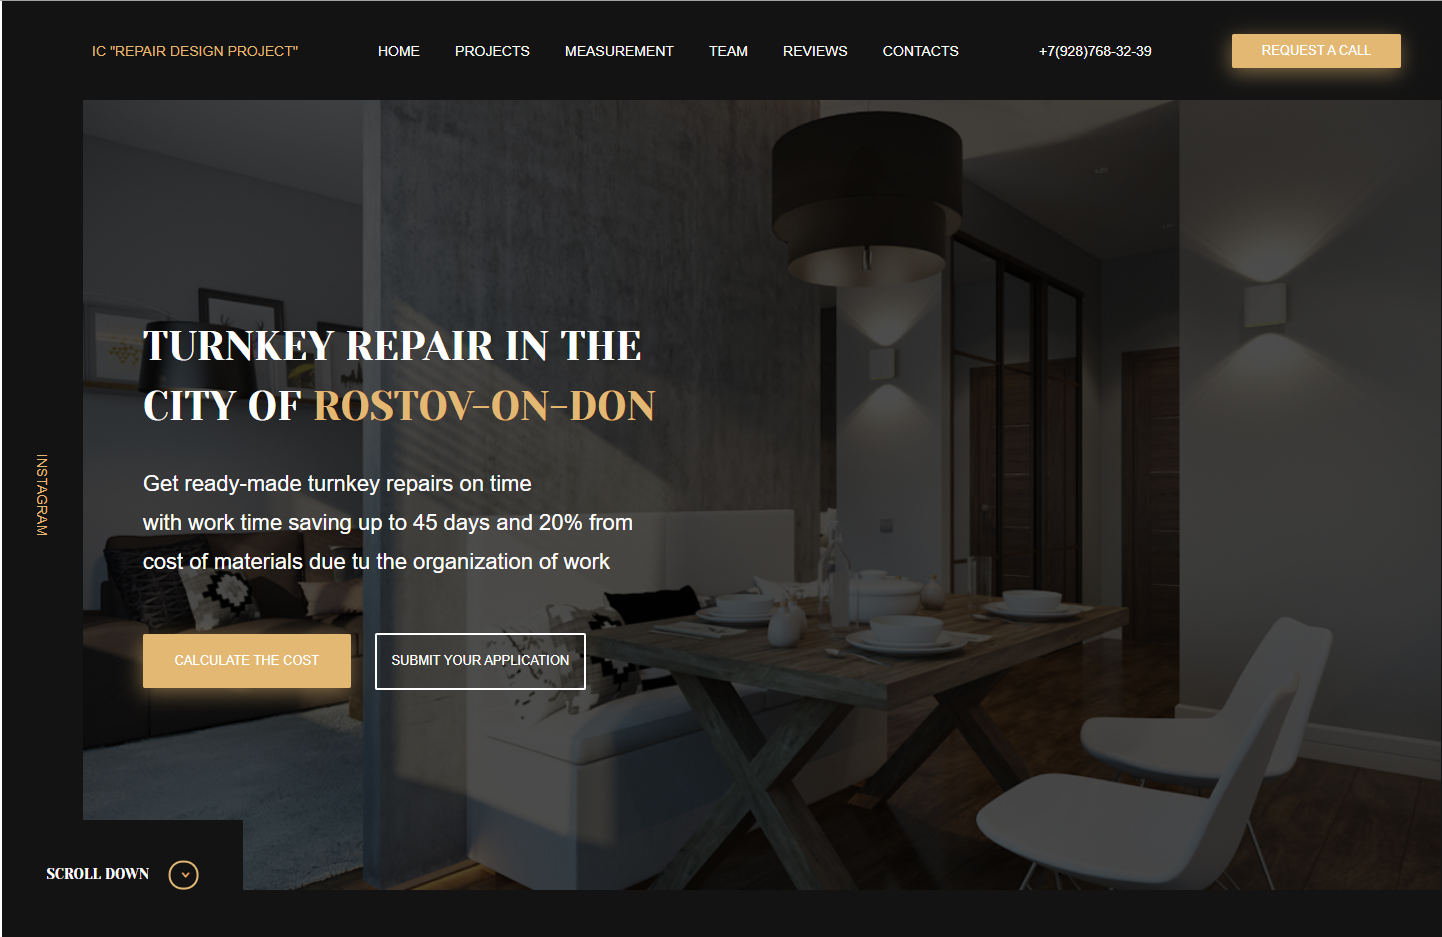 IC "REPAIR DESIGN PROJECT"
HOME
PROJECTS
MEASUREMENT
TEAM
REVIEWS
CONTACTS
+7(928)768-32-39
REQUEST A CALL
TURNKEY REPAIR IN THE
CITY OF ROSTOV-ON-DON
INSTAGRAM
Get ready-made turnkey repairs on time
with work time saving up to 45 days and 20% from
cost of materials due tu the organization of work
CALCULATE THE COST
SUBMIT YOUR APPLICATION
SCROLL DOWN